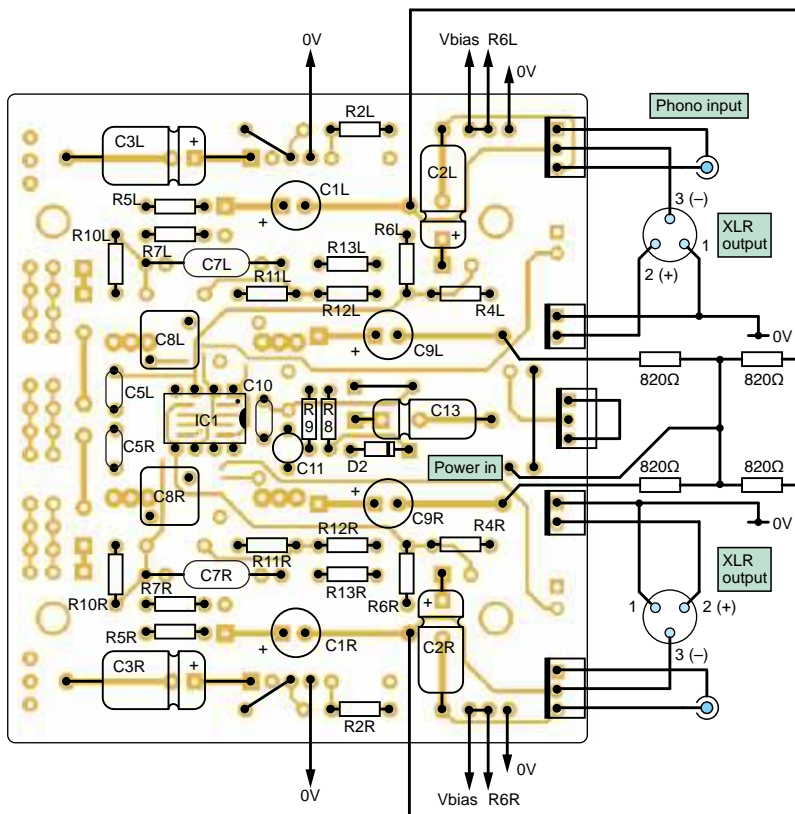 0V
Vbias R6L
0V
R2L
Phono input
C3L
+
C1L
C2L
R5L
+
R6L
3 (–)
R10L
R7L
R13L
+
XLR
output
C7L
R11L
2 (+)
1
R12L
R4L
C8L
+
C9L
0V
820Ω
820Ω
C5L
C10
IC1
R9
R8
C13
C5R
C11
D2
Power in
820Ω
820Ω
C8R
+
C9R
R12R
R4R
0V
R11R
XLR
output
C7R
R13R
R10R
R7R
R6R
1
2 (+)
R5R
+
C1R
C2R
+
3 (–)
C3R
+
R2R
0V
0V
Vbias R6R